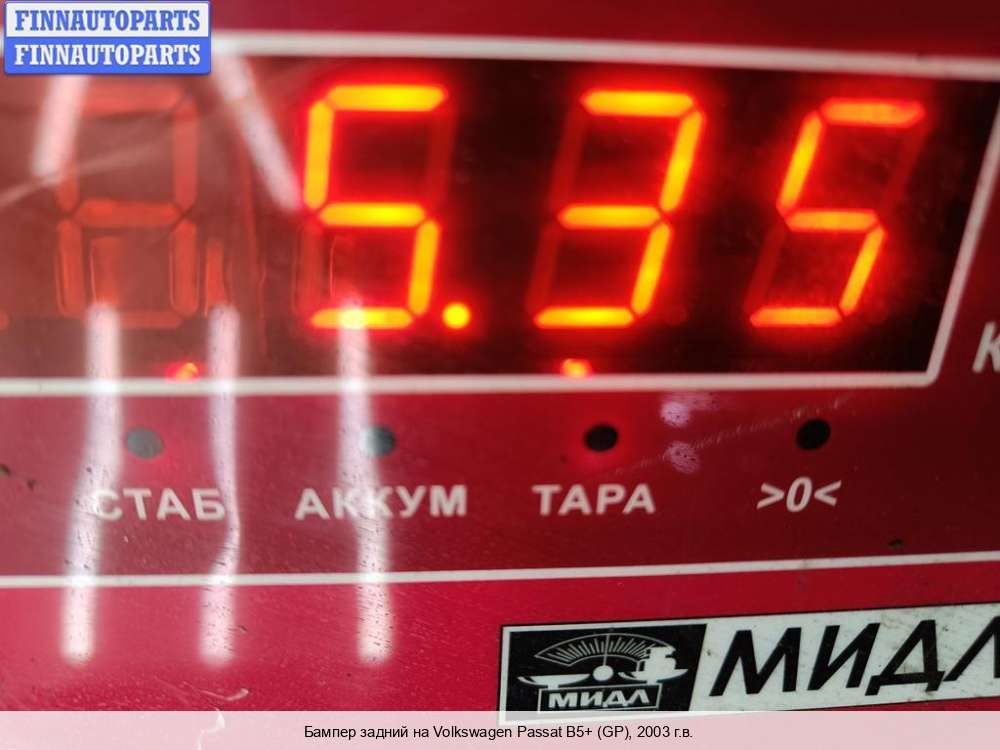 FINNAUTOPARTS
FINNAUTOPARTS
5.35
СТАБ АККУМ ТАРА >0<
МИДЛ МИДЛ
Бампер задний на Volkswagen Passat B5+ (GP), 2003 г.в.